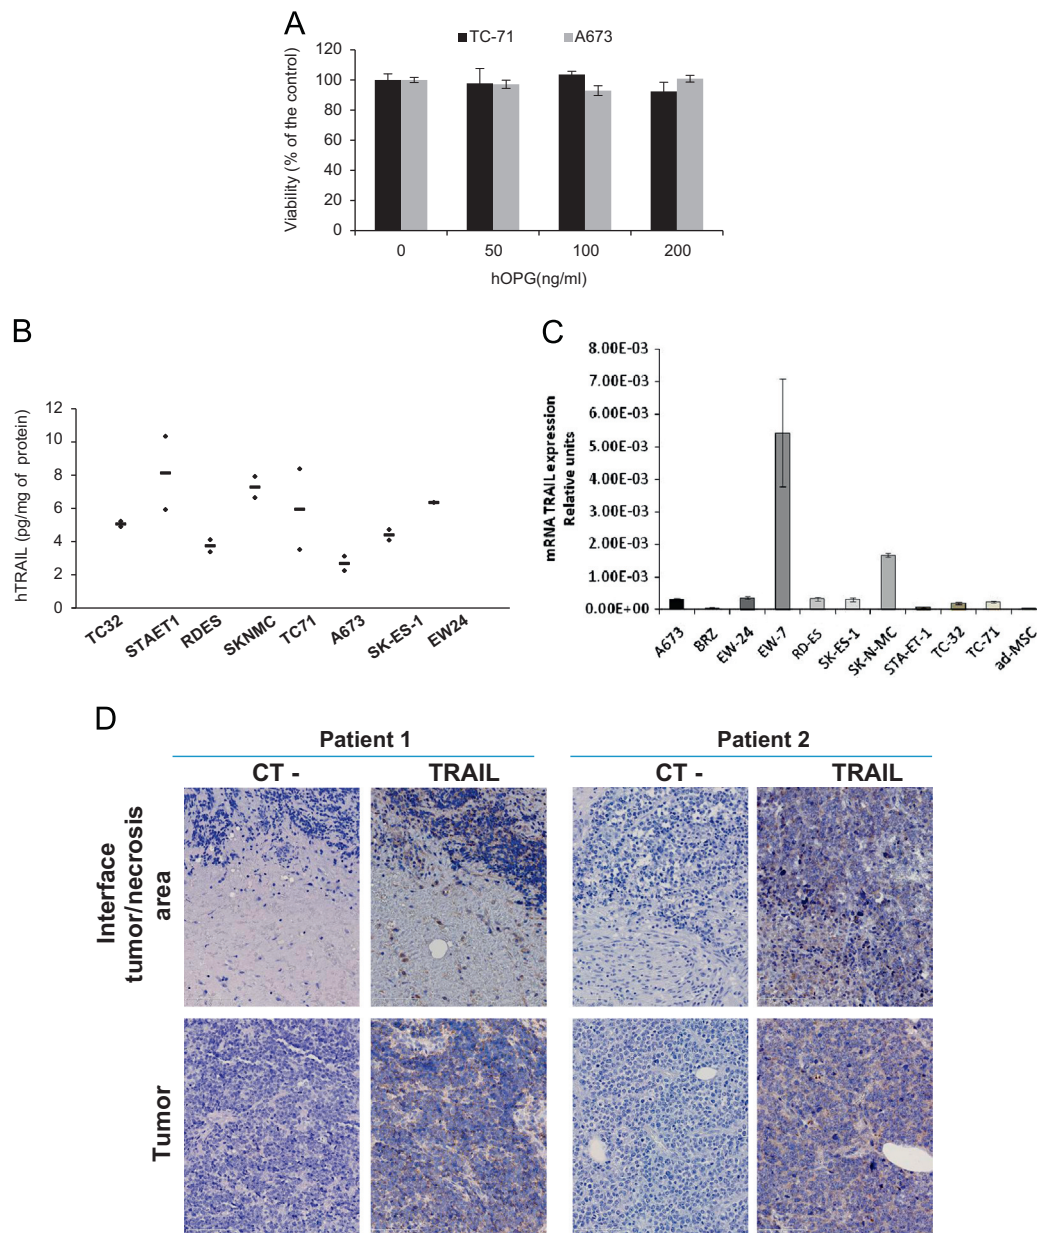 A
TC-71 A673
Viability (% of the control)
120
100
80
60
40
20
0
0 50 100 200
hOPG(ng/ml)
B
hTRAIL (pg/mg of protein)
12
10
8
6
4
2
0
TC32 STAET1 RDES SKNMC TC71 A673 SK-ES-1 EW24
C
mRNA TRAIL expression
Relative units
8.00E-03
7.00E-03
6.00E-03
5.00E-03
4.00E-03
3.00E-03
2.00E-03
1.00E-03
0.00E+00
A673 BRZ EW-24 EW-7 RD-ES SK-ES-1 SK-N-MC STA-ET-1 TC-32 TC-71 ad-MSC
D
Patient 1 Patient 2
CT - TRAIL CT - TRAIL
Interface
tumor/necrosis
area
Tumor